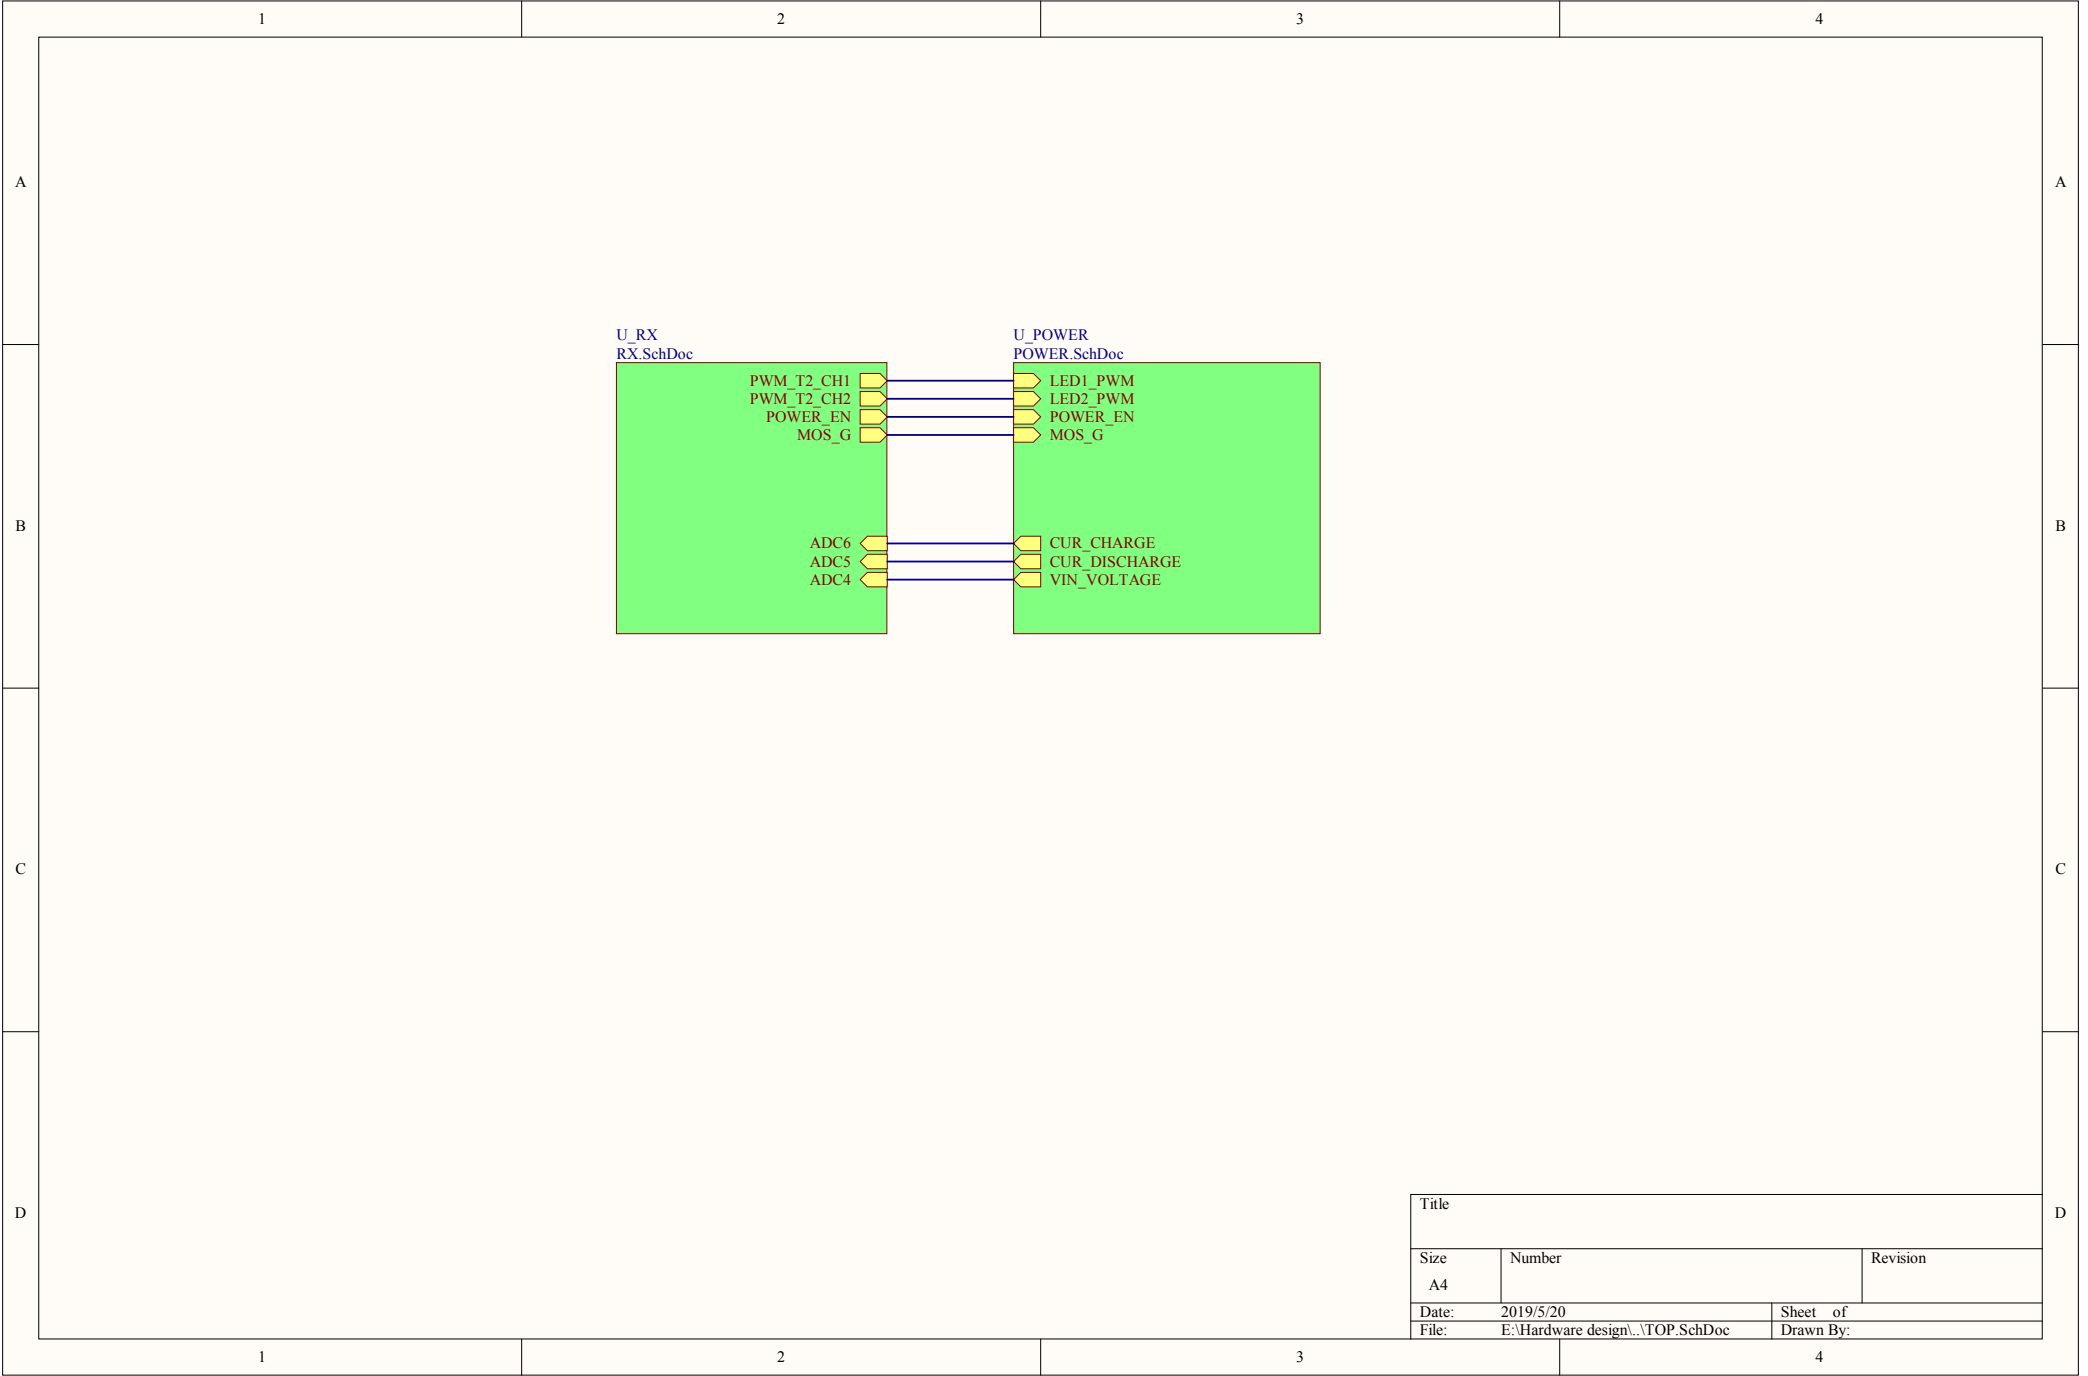 1 2 3 4
A A
U_RX U_POWER
RX.SchDoc POWER.SchDoc
PWM_T2_CH1 LED1_PWM
PWM_T2_CH2 LED2_PWM
POWER_EN POWER_EN
MOS_G MOS_G
B B
ADC6 CUR_CHARGE
ADC5 CUR_DISCHARGE
ADC4 VIN_VOLTAGE
C C
D D
Title
Size Number Revision
A4
Date: 2019/5/20 Sheet of
File: E:\Hardware design\..\TOP.SchDoc Drawn By:
1 2 3 4